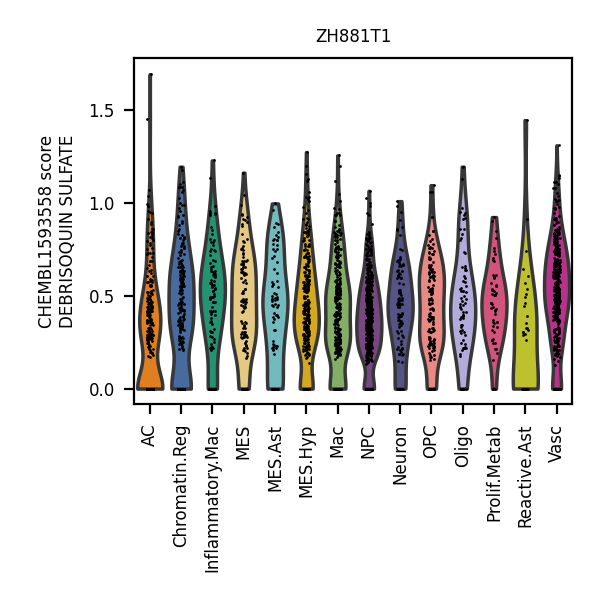 ZH881T1
CHEMBL1593558 score
DEBRISOQUIN SULFATE
1.5
1.0
0.5
0.0
AC
Chromatin.Reg
Inflammatory.Mac
MES
MES.Ast
MES.Hyp
Mac
NPC
Neuron
OPC
Oligo
Prolif.Metab
Reactive.Ast
Vasc